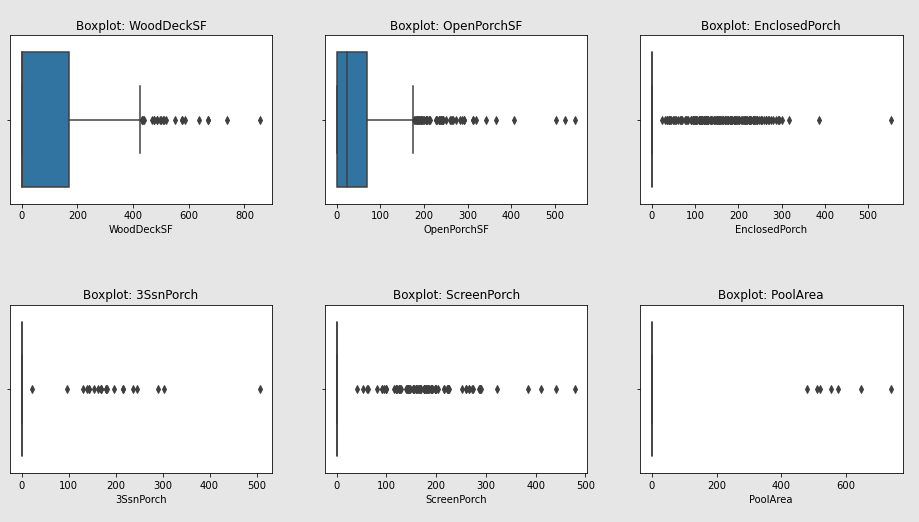 Boxplot: WoodDeckSF
Boxplot: OpenPorchSF
Boxplot: EnclosedPorch
0 200 400 600 800
0 100 200 300 400 500
0 100 200 300 400 500
WoodDeckSF
OpenPorchSF
EnclosedPorch
Boxplot: 3SsnPorch
Boxplot: ScreenPorch
Boxplot: PoolArea
0 100 200 300 400 500
0 100 200 300 400 500
0 200 400 600
3SsnPorch
ScreenPorch
PoolArea